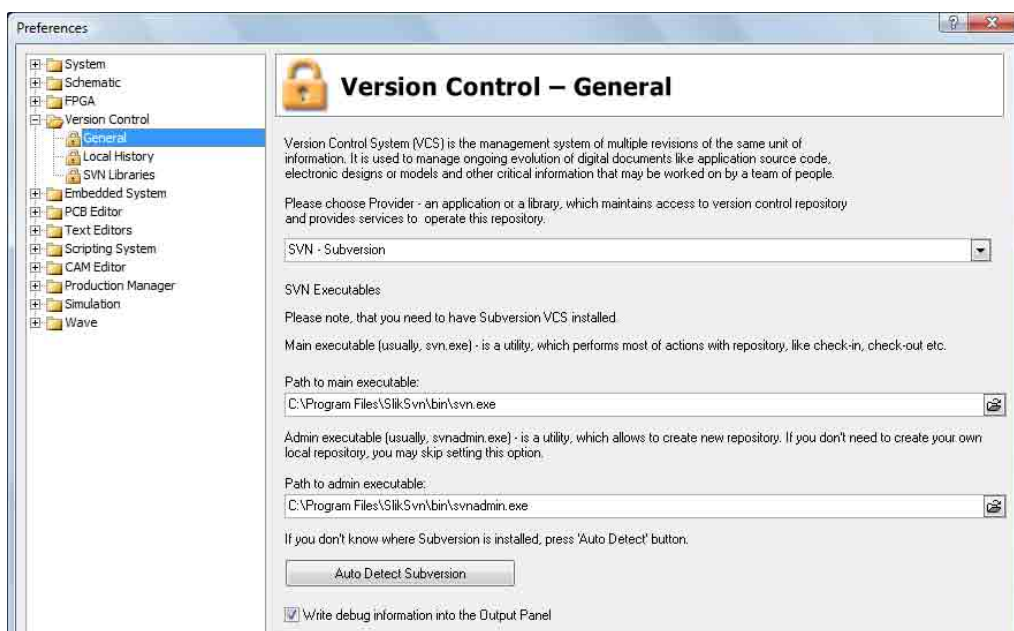 Preferences
System
Schematic
FPGA
Version Control
General
Local History
SVN Libraries
Embedded System
PCB Editor
Text Editors
Scripting System
CAM Editor
Production Manager
Simulation
Wave
Version Control – General
Version Control System (VCS) is the management system of multiple revisions of the same unit of
information. It is used to manage ongoing evolution of digital documents like application source code,
electronic designs or models and other critical information that may be worked on by a team of people.
Please choose Provider - an application or a library, which maintains access to version control repository
and provides services to operate this repository.
SVN - Subversion
SVN Executables
Please note, that you need to have Subversion VCS installed
Main executable (usually, svn.exe) - is a utility, which performs most of actions with repository, like check-in, check-out etc.
Path to main executable:
C:\Program Files\SlikSvn\bin\svn.exe
Admin executable (usually, svnadmin.exe) - is a utility, which allows to create new repository. If you don't need to create your own
local repository, you may skip setting this option.
Path to admin executable:
C:\Program Files\SlikSvn\bin\svnadmin.exe
If you don't know where Subversion is installed, press 'Auto Detect' button.
Auto Detect Subversion
Write debug information into the Output Panel